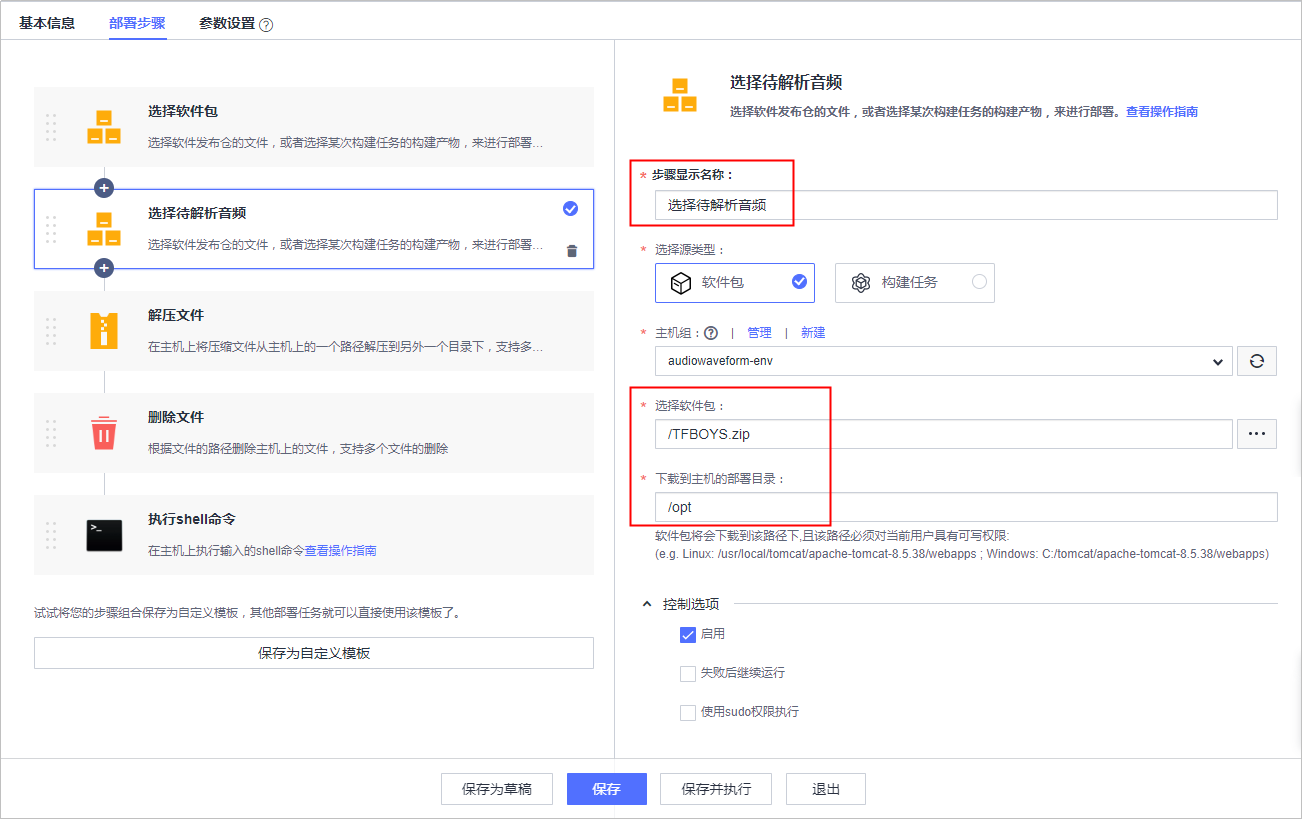 基本信息 部署步骤 参数设置 ?
选择软件包
选择软件发布仓的文件，或者选择某次构建任务的构建产物，来进行部署...
选择待解析音频
选择软件发布仓的文件，或者选择某次构建任务的构建产物，来进行部署...
解压文件
在主机上将压缩文件从主机上的一个路径解压到另外一个目录下，支持多...
删除文件
根据文件的路径删除主机上的文件，支持多个文件的删除
>_
执行shell命令
在主机上执行输入的shell命令查看操作指南
试试将您的步骤组合保存为自定义模板，其他部署任务就可以直接使用该模板了。
保存为自定义模板
选择待解析音频
选择软件发布仓的文件，或者选择某次构建任务的构建产物，来进行部署。查看操作指南
* 步骤显示名称：
选择待解析音频
* 选择源类型：
软件包 构建任务
* 主机组：? | 管理 | 新建
audiowaveform-env
* 选择软件包：
/TFBOYS.zip
* 下载到主机的部署目录：
/opt
软件包将会下载到该路径下,且该路径必须对当前用户具有可写权限:
(e.g. Linux: /usr/local/tomcat/apache-tomcat-8.5.38/webapps ; Windows: C:/tomcat/apache-tomcat-8.5.38/webapps)
控制选项
启用
失败后继续运行
使用sudo权限执行
保存为草稿 保存 保存并执行 退出